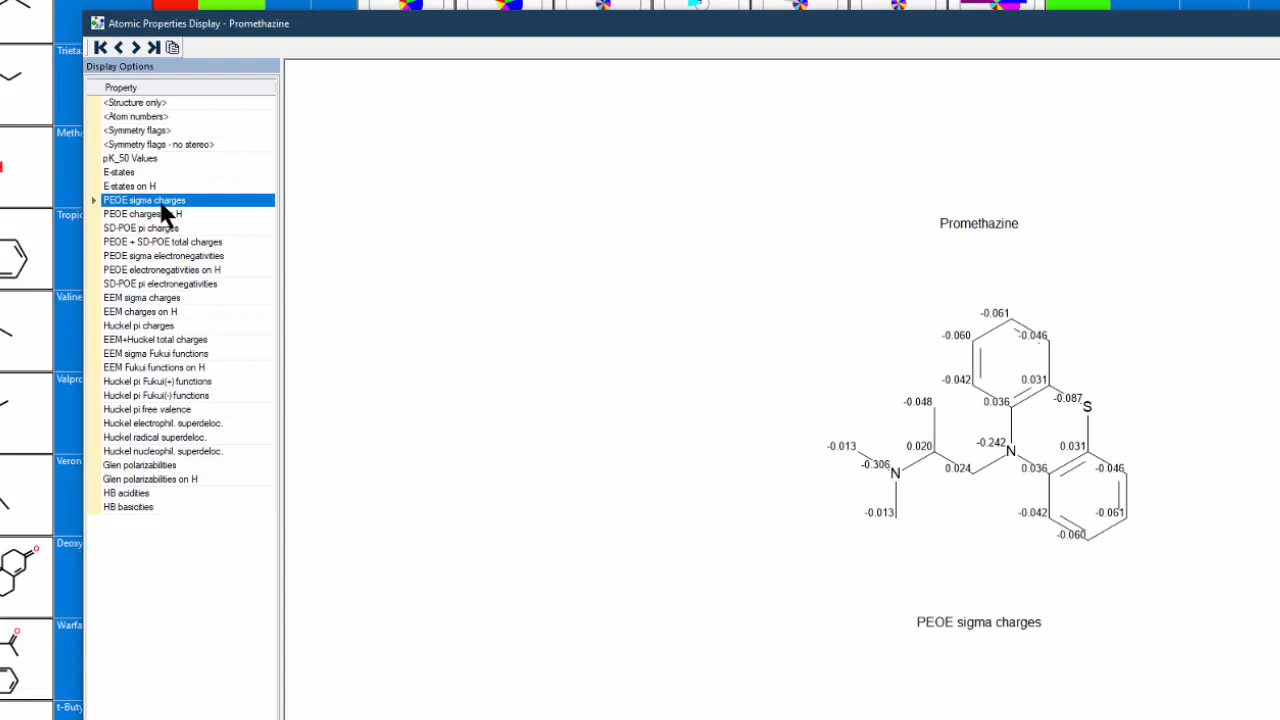 Atomic Properties Display - Promethazine
Display Options
Property
<Structure only>
<Atom numbers>
<Symmetry flags>
<Symmetry flags - no stereo>
pK_50 Values
E-states
E-states on H
PEOE sigma charges
PEOE charges H
SD-POE pi charges
PEOE + SD-POE total charges
PEOE sigma electronegativities
PEOE electronegativities on H
SD-POE pi electronegativities
EEM sigma charges
EEM charges on H
Huckel pi charges
EEM+Huckel total charges
EEM sigma Fukui functions
EEM Fukui functions on H
Huckel pi Fukui(+) functions
Huckel pi Fukui(-) functions
Huckel pi free valence
Huckel electrophil. superdeloc.
Huckel radical superdeloc.
Huckel nucleophil. superdeloc.
Glen polarizabilities
Glen polarizabilities on H
HB acidities
HB basicities
Promethazine
-0.061
-0.060 -0.046
-0.042 0.031
-0.048 0.036 -0.087 S
-0.013 0.020 -0.242 N 0.031
-0.306 N 0.024 0.036 -0.046
-0.013 -0.042 -0.061
-0.060
PEOE sigma charges
Trieta
Metha
H
Tropic
Valine
Valpro
Veron
Deoxy
O
Warfa
O
t-Buty